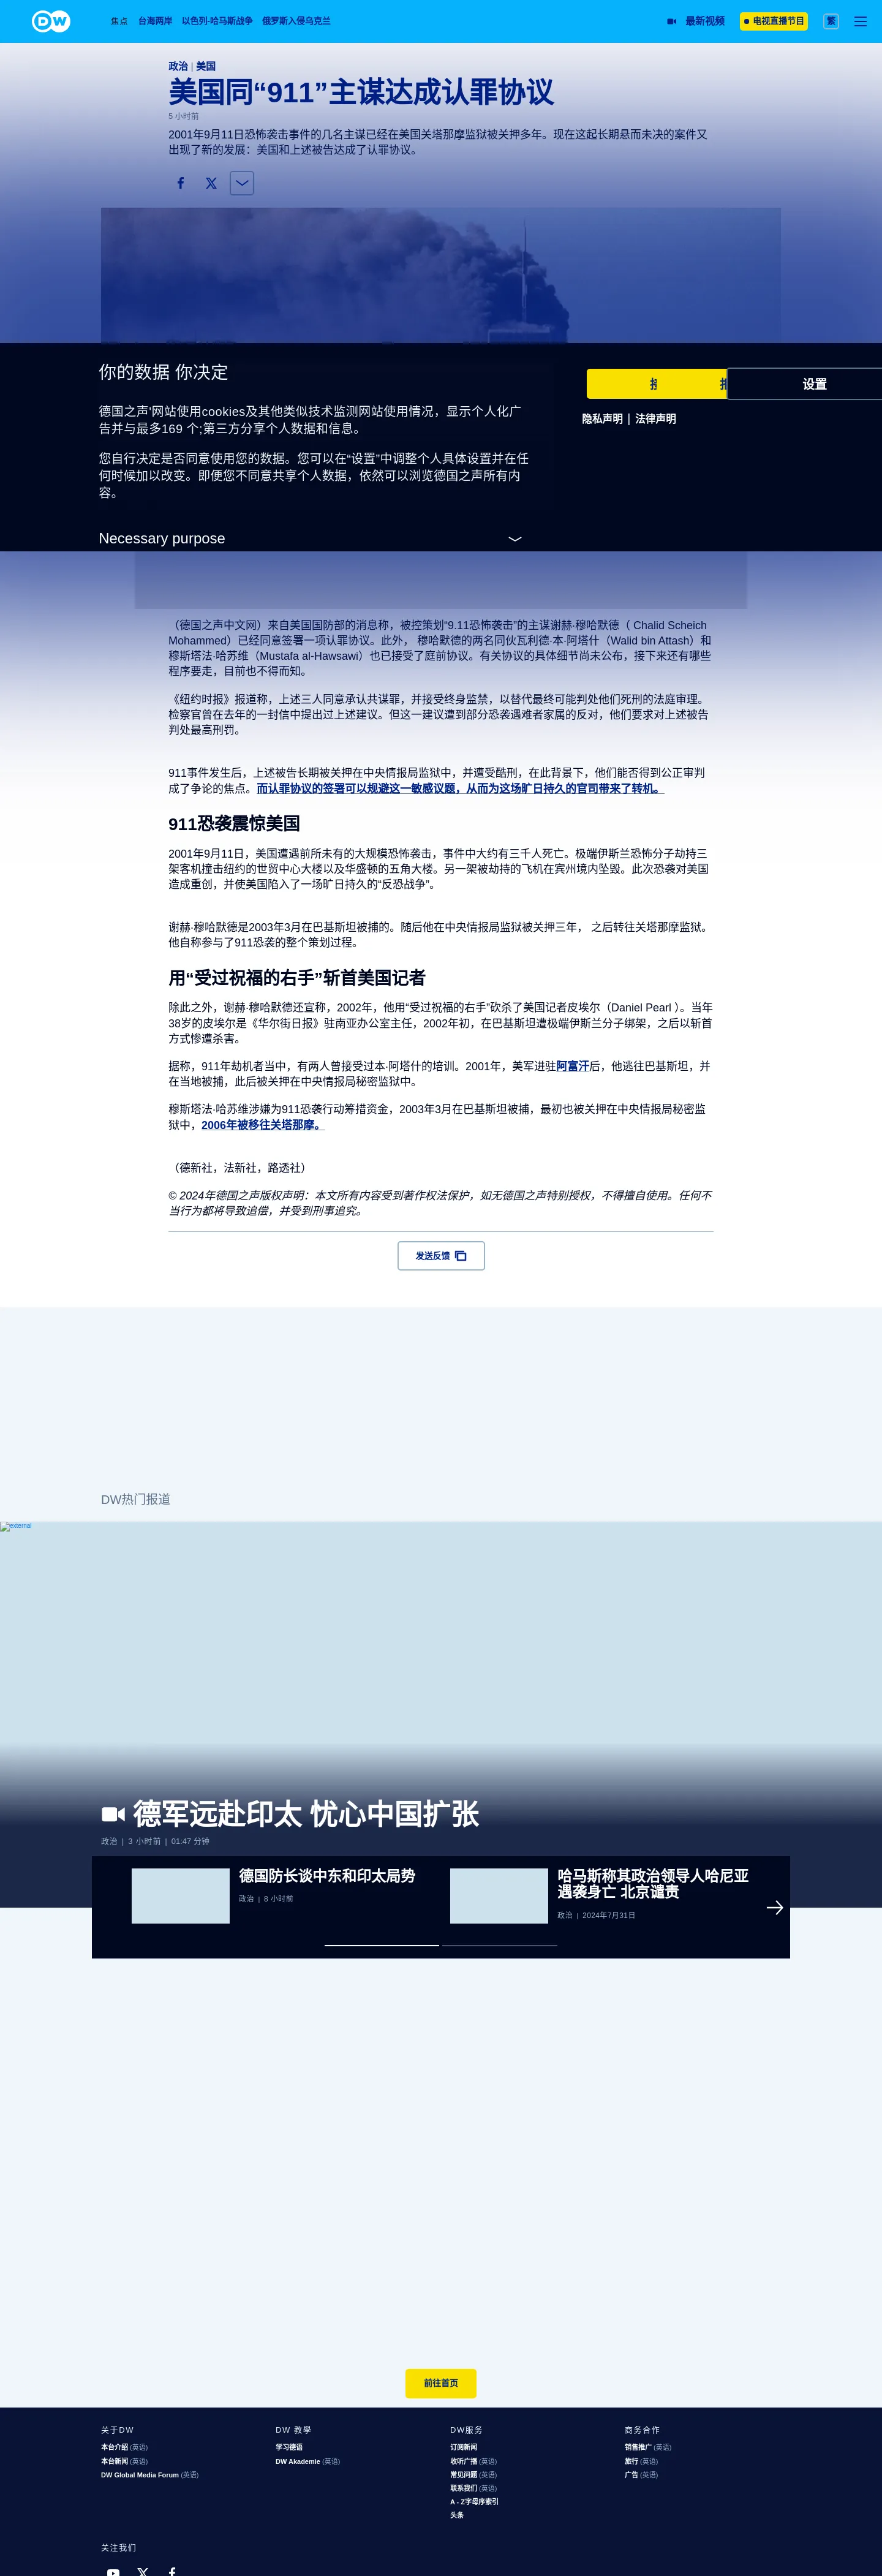 DW
焦点 台海两岸 以色列-哈马斯战争 俄罗斯入侵乌克兰 最新视频 电视直播节目 繁
政治 | 美国
美国同“911”主谋达成认罪协议
5 小时前
2001年9月11日恐怖袭击事件的几名主谋已经在美国关塔那摩监狱被关押多年。现在这起长期悬而未决的案件又
出现了新的发展：美国和上述被告达成了认罪协议。
你的数据 你决定
设置
隐私声明 | 法律声明
德国之声'网站使用cookies及其他类似技术监测网站使用情况，显示个人化广
告并与最多169 个;第三方分享个人数据和信息。
您自行决定是否同意使用您的数据。您可以在“设置”中调整个人具体设置并在任
何时候加以改变。即便您不同意共享个人数据，依然可以浏览德国之声所有内
容。
Necessary purpose
（德国之声中文网）来自美国国防部的消息称，被控策划“9.11恐怖袭击”的主谋谢赫·穆哈默德（ Chalid Scheich
Mohammed）已经同意签署一项认罪协议。此外， 穆哈默德的两名同伙瓦利德·本·阿塔什（Walid bin Attash）和
穆斯塔法·哈苏维（Mustafa al-Hawsawi）也已接受了庭前协议。有关协议的具体细节尚未公布，接下来还有哪些
程序要走，目前也不得而知。
《纽约时报》报道称，上述三人同意承认共谋罪，并接受终身监禁，以替代最终可能判处他们死刑的法庭审理。
检察官曾在去年的一封信中提出过上述建议。但这一建议遭到部分恐袭遇难者家属的反对，他们要求对上述被告
判处最高刑罚。
911事件发生后，上述被告长期被关押在中央情报局监狱中，并遭受酷刑，在此背景下，他们能否得到公正审判
成了争论的焦点。而认罪协议的签署可以规避这一敏感议题，从而为这场旷日持久的官司带来了转机。
911恐袭震惊美国
2001年9月11日，美国遭遇前所未有的大规模恐怖袭击，事件中大约有三千人死亡。极端伊斯兰恐怖分子劫持三
架客机撞击纽约的世贸中心大楼以及华盛顿的五角大楼。另一架被劫持的飞机在宾州境内坠毁。此次恐袭对美国
造成重创，并使美国陷入了一场旷日持久的“反恐战争”。
谢赫·穆哈默德是2003年3月在巴基斯坦被捕的。随后他在中央情报局监狱被关押三年， 之后转往关塔那摩监狱。
他自称参与了911恐袭的整个策划过程。
用“受过祝福的右手”斩首美国记者
除此之外，谢赫·穆哈默德还宣称，2002年，他用“受过祝福的右手”砍杀了美国记者皮埃尔（Daniel Pearl ）。当年
38岁的皮埃尔是《华尔街日报》驻南亚办公室主任，2002年初，在巴基斯坦遭极端伊斯兰分子绑架，之后以斩首
方式惨遭杀害。
据称，911年劫机者当中，有两人曾接受过本·阿塔什的培训。2001年，美军进驻阿富汗后，他逃往巴基斯坦，并
在当地被捕，此后被关押在中央情报局秘密监狱中。
穆斯塔法·哈苏维涉嫌为911恐袭行动筹措资金，2003年3月在巴基斯坦被捕，最初也被关押在中央情报局秘密监
狱中，2006年被移往关塔那摩。
（德新社，法新社，路透社）
© 2024年德国之声版权声明：本文所有内容受到著作权法保护，如无德国之声特别授权，不得擅自使用。任何不
当行为都将导致追偿，并受到刑事追究。
发送反馈
DW热门报道
external
德军远赴印太 忧心中国扩张
政治 | 3 小时前 | 01:47 分钟
德国防长谈中东和印太局势
政治 | 8 小时前
哈马斯称其政治领导人哈尼亚
遇袭身亡 北京谴责
政治 | 2024年7月31日
前往首页
关于DW
本台介绍 (英语)
本台新闻 (英语)
DW Global Media Forum (英语)
DW 教學
学习德语
DW Akademie (英语)
DW服务
订阅新闻
收听广播 (英语)
常见问题 (英语)
联系我们 (英语)
A - Z字母序索引
头条
商务合作
销售推广 (英语)
旅行 (英语)
广告 (英语)
关注我们